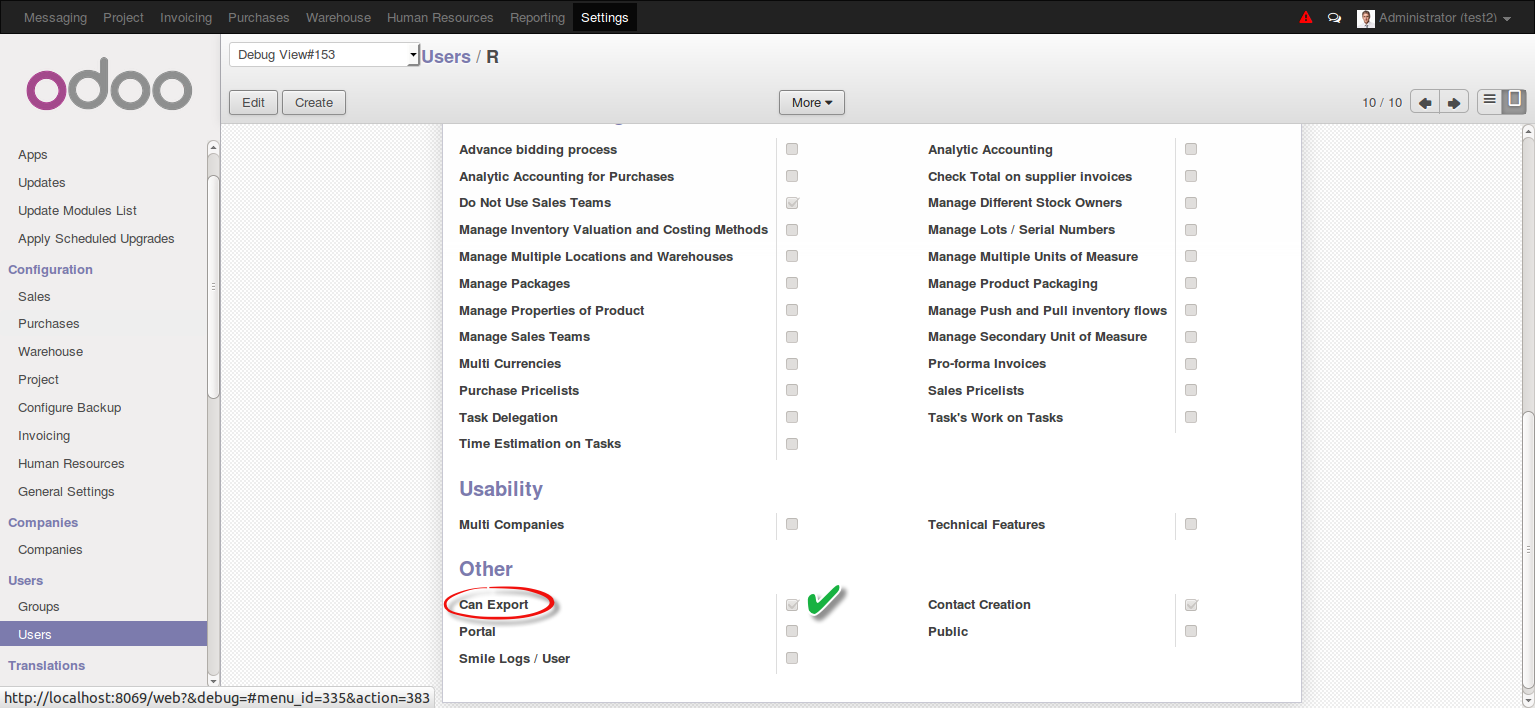 Messaging Project Invoicing Purchases Warehouse Human Resources Reporting Settings Administrator (test2)
odoo
Debug View#153
Users / R
Edit Create More 10 / 10
Apps
Updates
Update Modules List
Apply Scheduled Upgrades
Configuration
Sales
Purchases
Warehouse
Project
Configure Backup
Invoicing
Human Resources
General Settings
Companies
Companies
Users
Groups
Users
Translations
http://localhost:8069/web?&debug=#menu_id=335&action=383
Advance bidding process Analytic Accounting
Analytic Accounting for Purchases Check Total on supplier invoices
Do Not Use Sales Teams Manage Different Stock Owners
Manage Inventory Valuation and Costing Methods Manage Lots / Serial Numbers
Manage Multiple Locations and Warehouses Manage Multiple Units of Measure
Manage Packages Manage Product Packaging
Manage Properties of Product Manage Push and Pull inventory flows
Manage Sales Teams Manage Secondary Unit of Measure
Multi Currencies Pro-forma Invoices
Purchase Pricelists Sales Pricelists
Task Delegation Task's Work on Tasks
Time Estimation on Tasks
Usability
Multi Companies Technical Features
Other
Can Export Contact Creation
Portal Public
Smile Logs / User